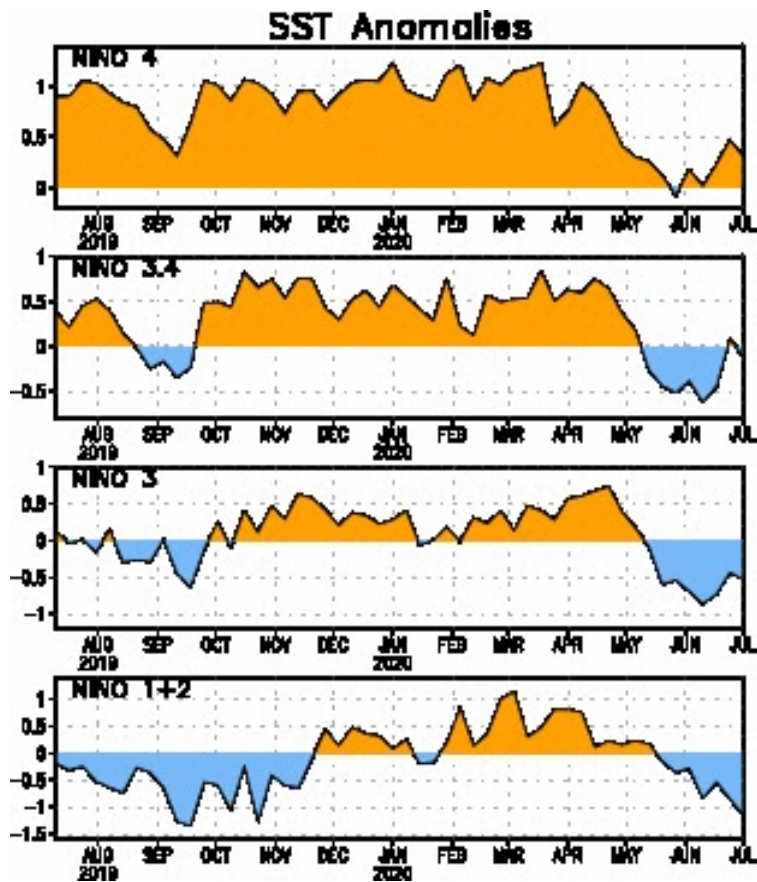 SST Anomalies
NINO 4
1
0.5
0
AUG SEP OCT NOV DEC JAN FEB MAR APR MAY JUN JUL
2019 2020
NINO 3.4
1
0.5
0
-0.5
AUG SEP OCT NOV DEC JAN FEB MAR APR MAY JUN JUL
2019 2020
NINO 3
1
0.5
0
-0.5
-1
AUG SEP OCT NOV DEC JAN FEB MAR APR MAY JUN JUL
2019 2020
NINO 1+2
1
0.5
0
-0.5
-1
-1.5
AUG SEP OCT NOV DEC JAN FEB MAR APR MAY JUN JUL
2019 2020